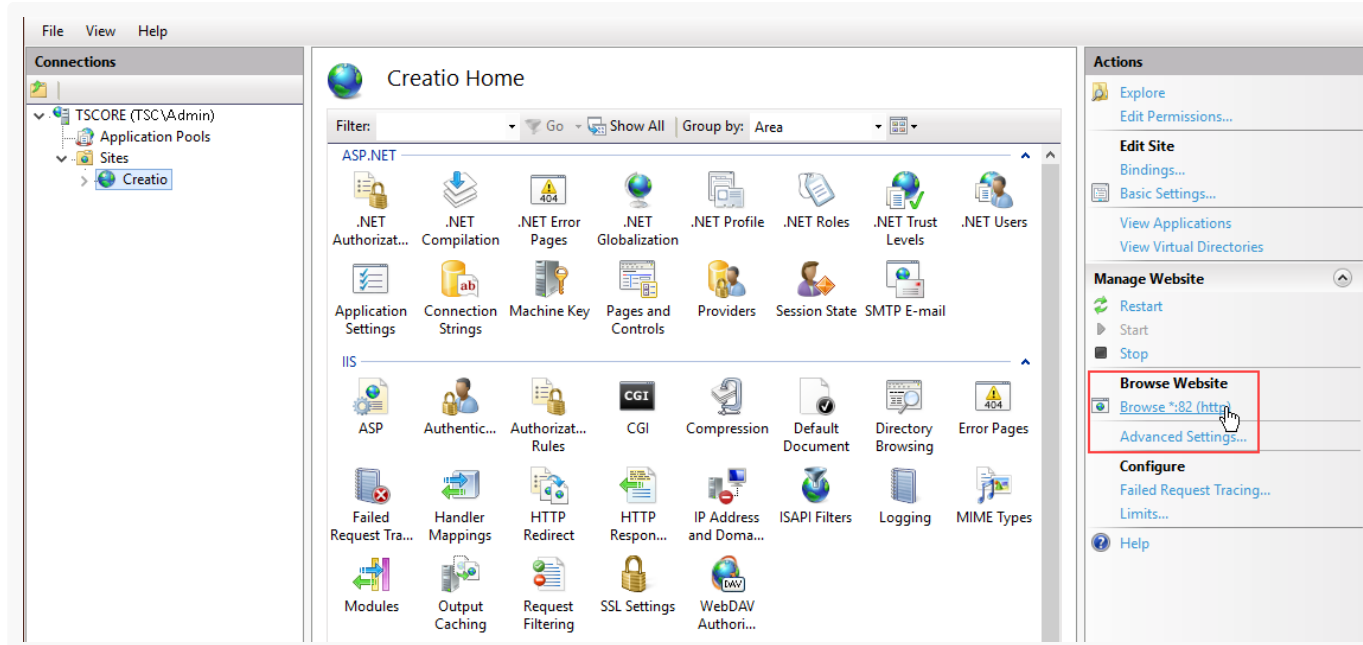 File View Help
Connections
TSCORE (TSC\Admin)
Application Pools
Sites
Creatio
Creatio Home
Filter: Go Show All Group by: Area
ASP.NET
.NET Authorizat...
.NET Compilation
404
.NET Error Pages
.NET Globalization
.NET Profile
.NET Roles
.NET Trust Levels
.NET Users
Application Settings
ab
Connection Strings
Machine Key
Pages and Controls
Providers
Session State
SMTP E-mail
IIS
ASP
Authentic...
Authorizat... Rules
CGI
CGI
Compression
Default Document
Directory Browsing
404
Error Pages
Failed Request Tra...
Handler Mappings
HTTP Redirect
HTTP Respon...
IP Address and Doma...
ISAPI Filters
Logging
MIME Types
Modules
Output Caching
Request Filtering
SSL Settings
DAV
WebDAV Authori...
Actions
Explore
Edit Permissions...
Edit Site
Bindings...
Basic Settings...
View Applications
View Virtual Directories
Manage Website
Restart
Start
Stop
Browse Website
Browse *:82 (http)
Advanced Settings...
Configure
Failed Request Tracing...
Limits...
Help